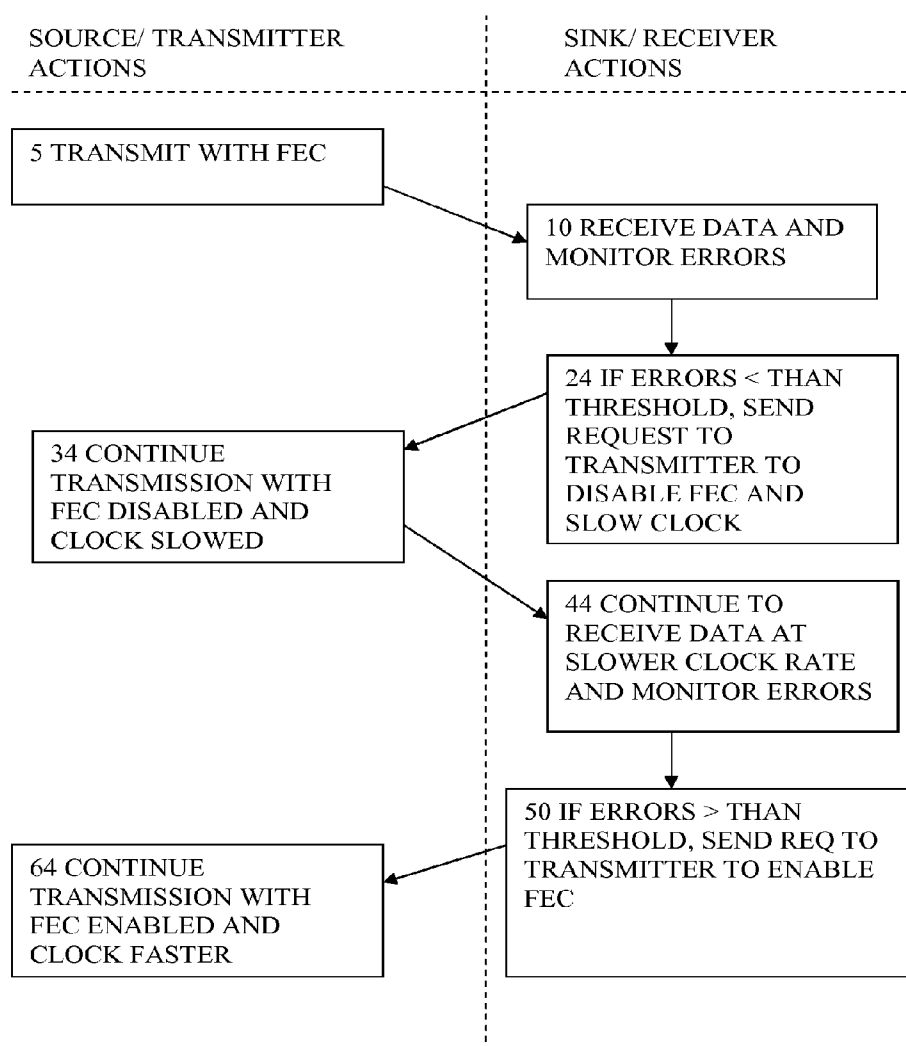 SOURCE/ TRANSMITTER
ACTIONS
SINK/ RECEIVER
ACTIONS
5 TRANSMIT WITH FEC
10 RECEIVE DATA AND
MONITOR ERRORS
24 IF ERRORS < THAN
THRESHOLD, SEND
REQUEST TO
TRANSMITTER TO
DISABLE FEC AND
SLOW CLOCK
34 CONTINUE
TRANSMISSION WITH
FEC DISABLED AND
CLOCK SLOWED
44 CONTINUE TO
RECEIVE DATA AT
SLOWER CLOCK RATE
AND MONITOR ERRORS
50 IF ERRORS > THAN
THRESHOLD, SEND REQ TO
TRANSMITTER TO ENABLE
FEC
64 CONTINUE
TRANSMISSION WITH
FEC ENABLED AND
CLOCK FASTER